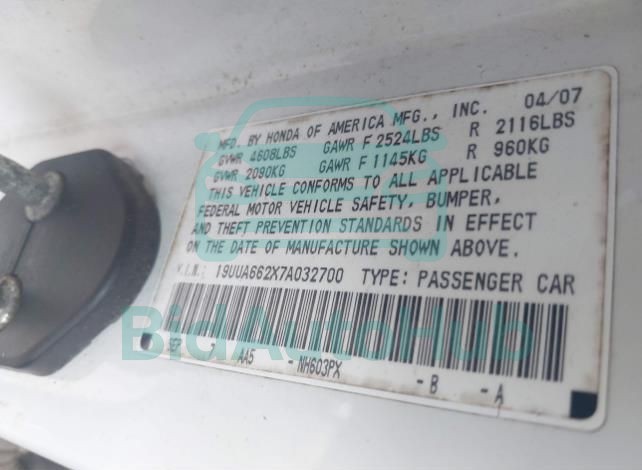 MFD. BY HONDA OF AMERICA MFG., INC. 04/07
GVWR 4608LBS GAWR F 2524LBS R 2116LBS
GVWR 2090KG GAWR F 1145KG R 960KG
THIS VEHICLE CONFORMS TO ALL APPLICABLE
FEDERAL MOTOR VEHICLE SAFETY, BUMPER,
AND THEFT PREVENTION STANDARDS IN EFFECT
ON THE DATE OF MANUFACTURE SHOWN ABOVE.
V.I.N.: 19UUA662X7A032700 TYPE: PASSENGER CAR
BidAutoHub
SEP 7 AA5 - NH603PX -B -A